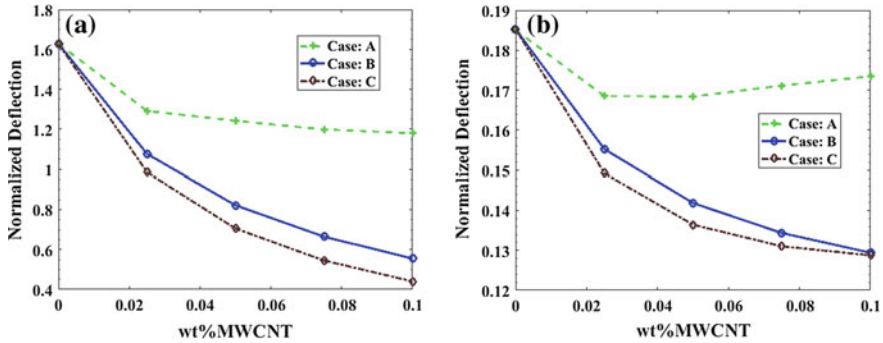 (a)
Normalized Deflection
1.8
1.6
1.4
1.2
1
0.8
0.6
0.4
Case: A
Case: B
Case: C
0
0.02
0.04
0.06
0.08
0.1
wt%MWCNT
(b)
Normalized Deflection
0.19
0.18
0.17
0.16
0.15
0.14
0.13
0.12
Case: A
Case: B
Case: C
0
0.02
0.04
0.06
0.08
0.1
wt%MWCNT